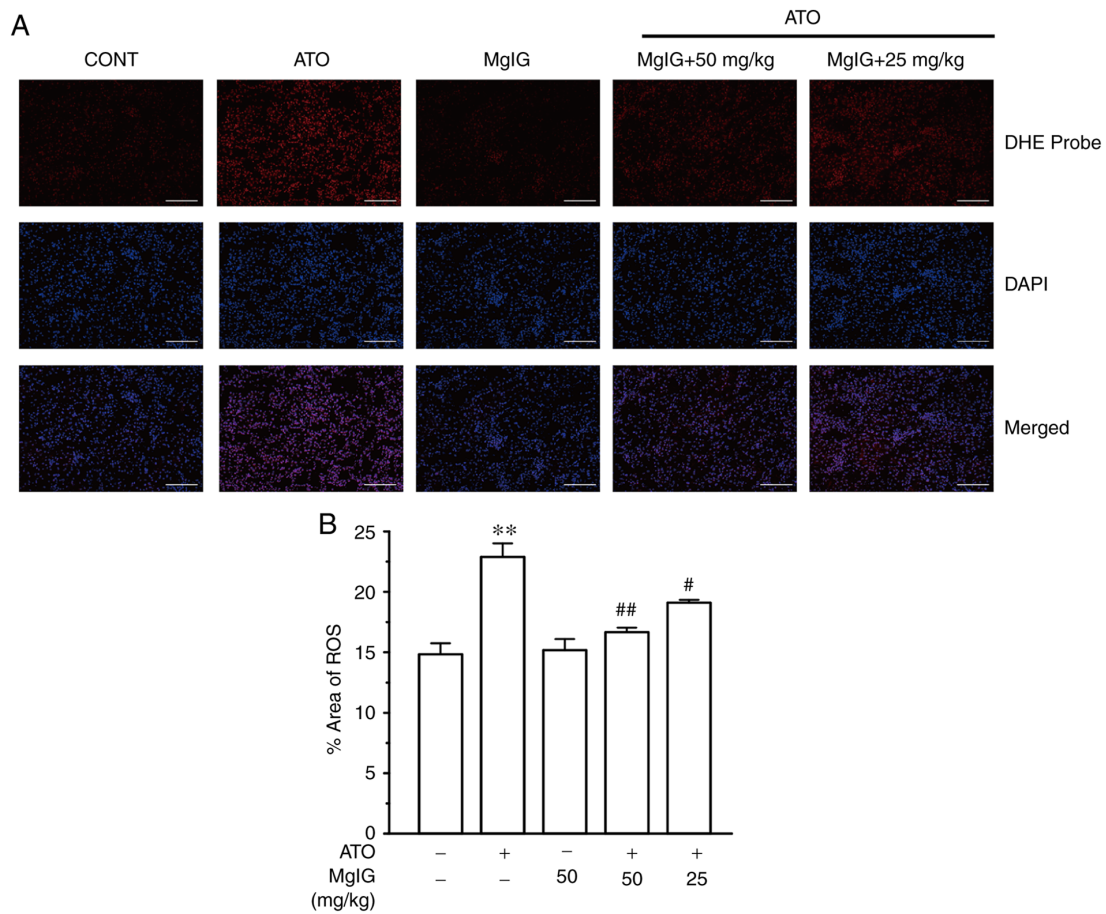 A
ATO
CONT
ATO
MgIG
MgIG+50 mg/kg
MgIG+25 mg/kg
DHE Probe
DAPI
Merged
B
% Area of ROS
25
20
15
10
5
0
**
##
#
ATO – + – + +
MgIG – – 50 50 25
(mg/kg)